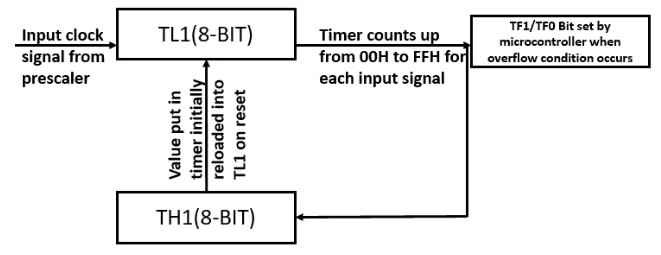 Input clock
signal from
prescaler
TL1(8-BIT)
Timer counts up
from 00H to FFH for
each input signal
TF1/TF0 Bit set by
microcontroller when
overflow condition occurs
Value put in
timer initially
reloaded into
TL1 on reset
TH1(8-BIT)